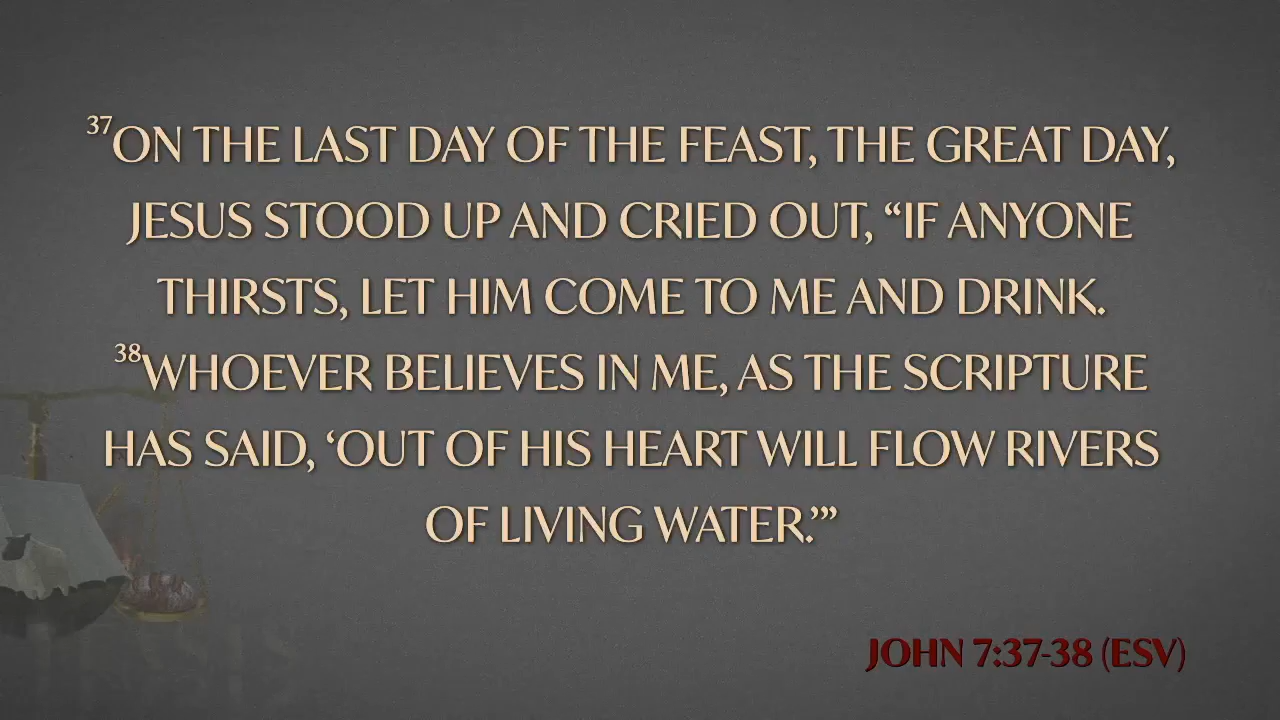 37ON THE LAST DAY OF THE FEAST, THE GREAT DAY,
JESUS STOOD UP AND CRIED OUT, “IF ANYONE
THIRSTS, LET HIM COME TO ME AND DRINK.
38WHOEVER BELIEVES IN ME, AS THE SCRIPTURE
HAS SAID, ‘OUT OF HIS HEART WILL FLOW RIVERS
OF LIVING WATER.’”
JOHN 7:37-38 (ESV)